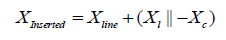 X_Inserted = X_line + (X_l || −X_c)